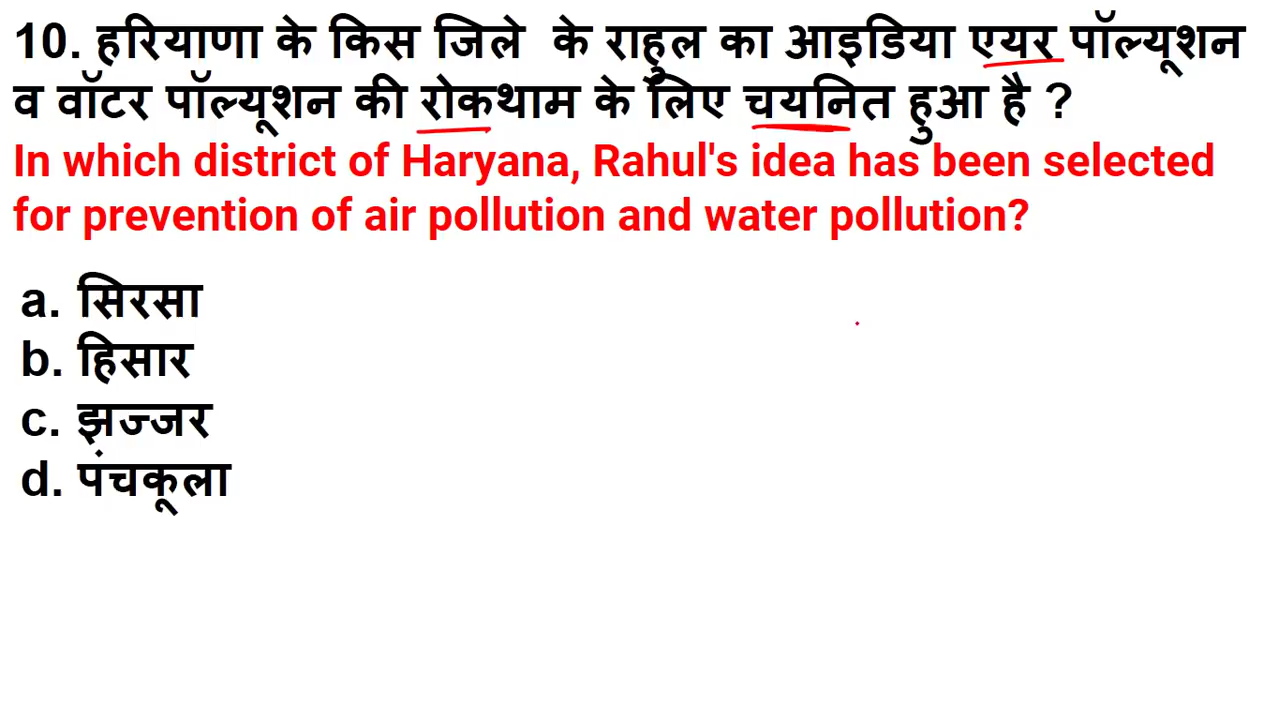 10. हरियाणा के किस जिले के राहुल का आइडिया एयर पॉल्यूशन
व वॉटर पॉल्यूशन की रोकथाम के लिए चयनित हुआ है ?
In which district of Haryana, Rahul's idea has been selected
for prevention of air pollution and water pollution?
a. सिरसा
b. हिसार
c. झज्जर
d. पंचकूला